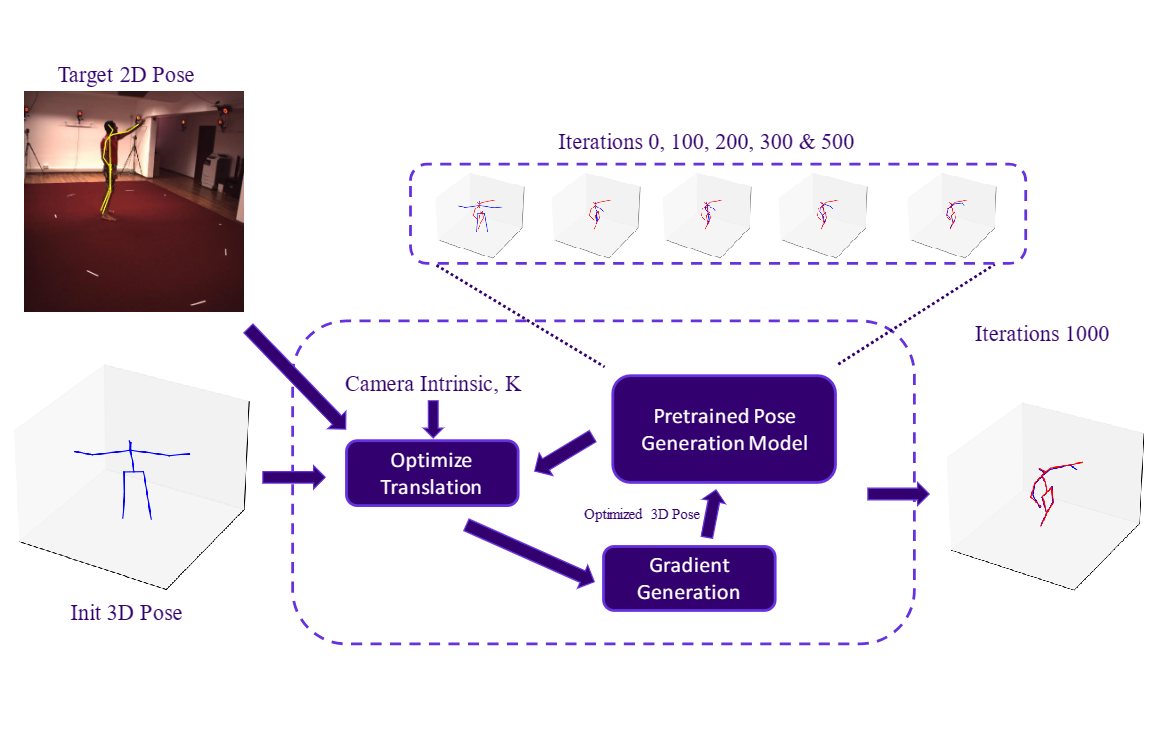 Target 2D Pose
Iterations 0, 100, 200, 300 & 500
Iterations 1000
Camera Intrinsic, K
Pretrained Pose
Generation Model
Optimize
Translation
Optimized 3D Pose
Gradient
Generation
Init 3D Pose